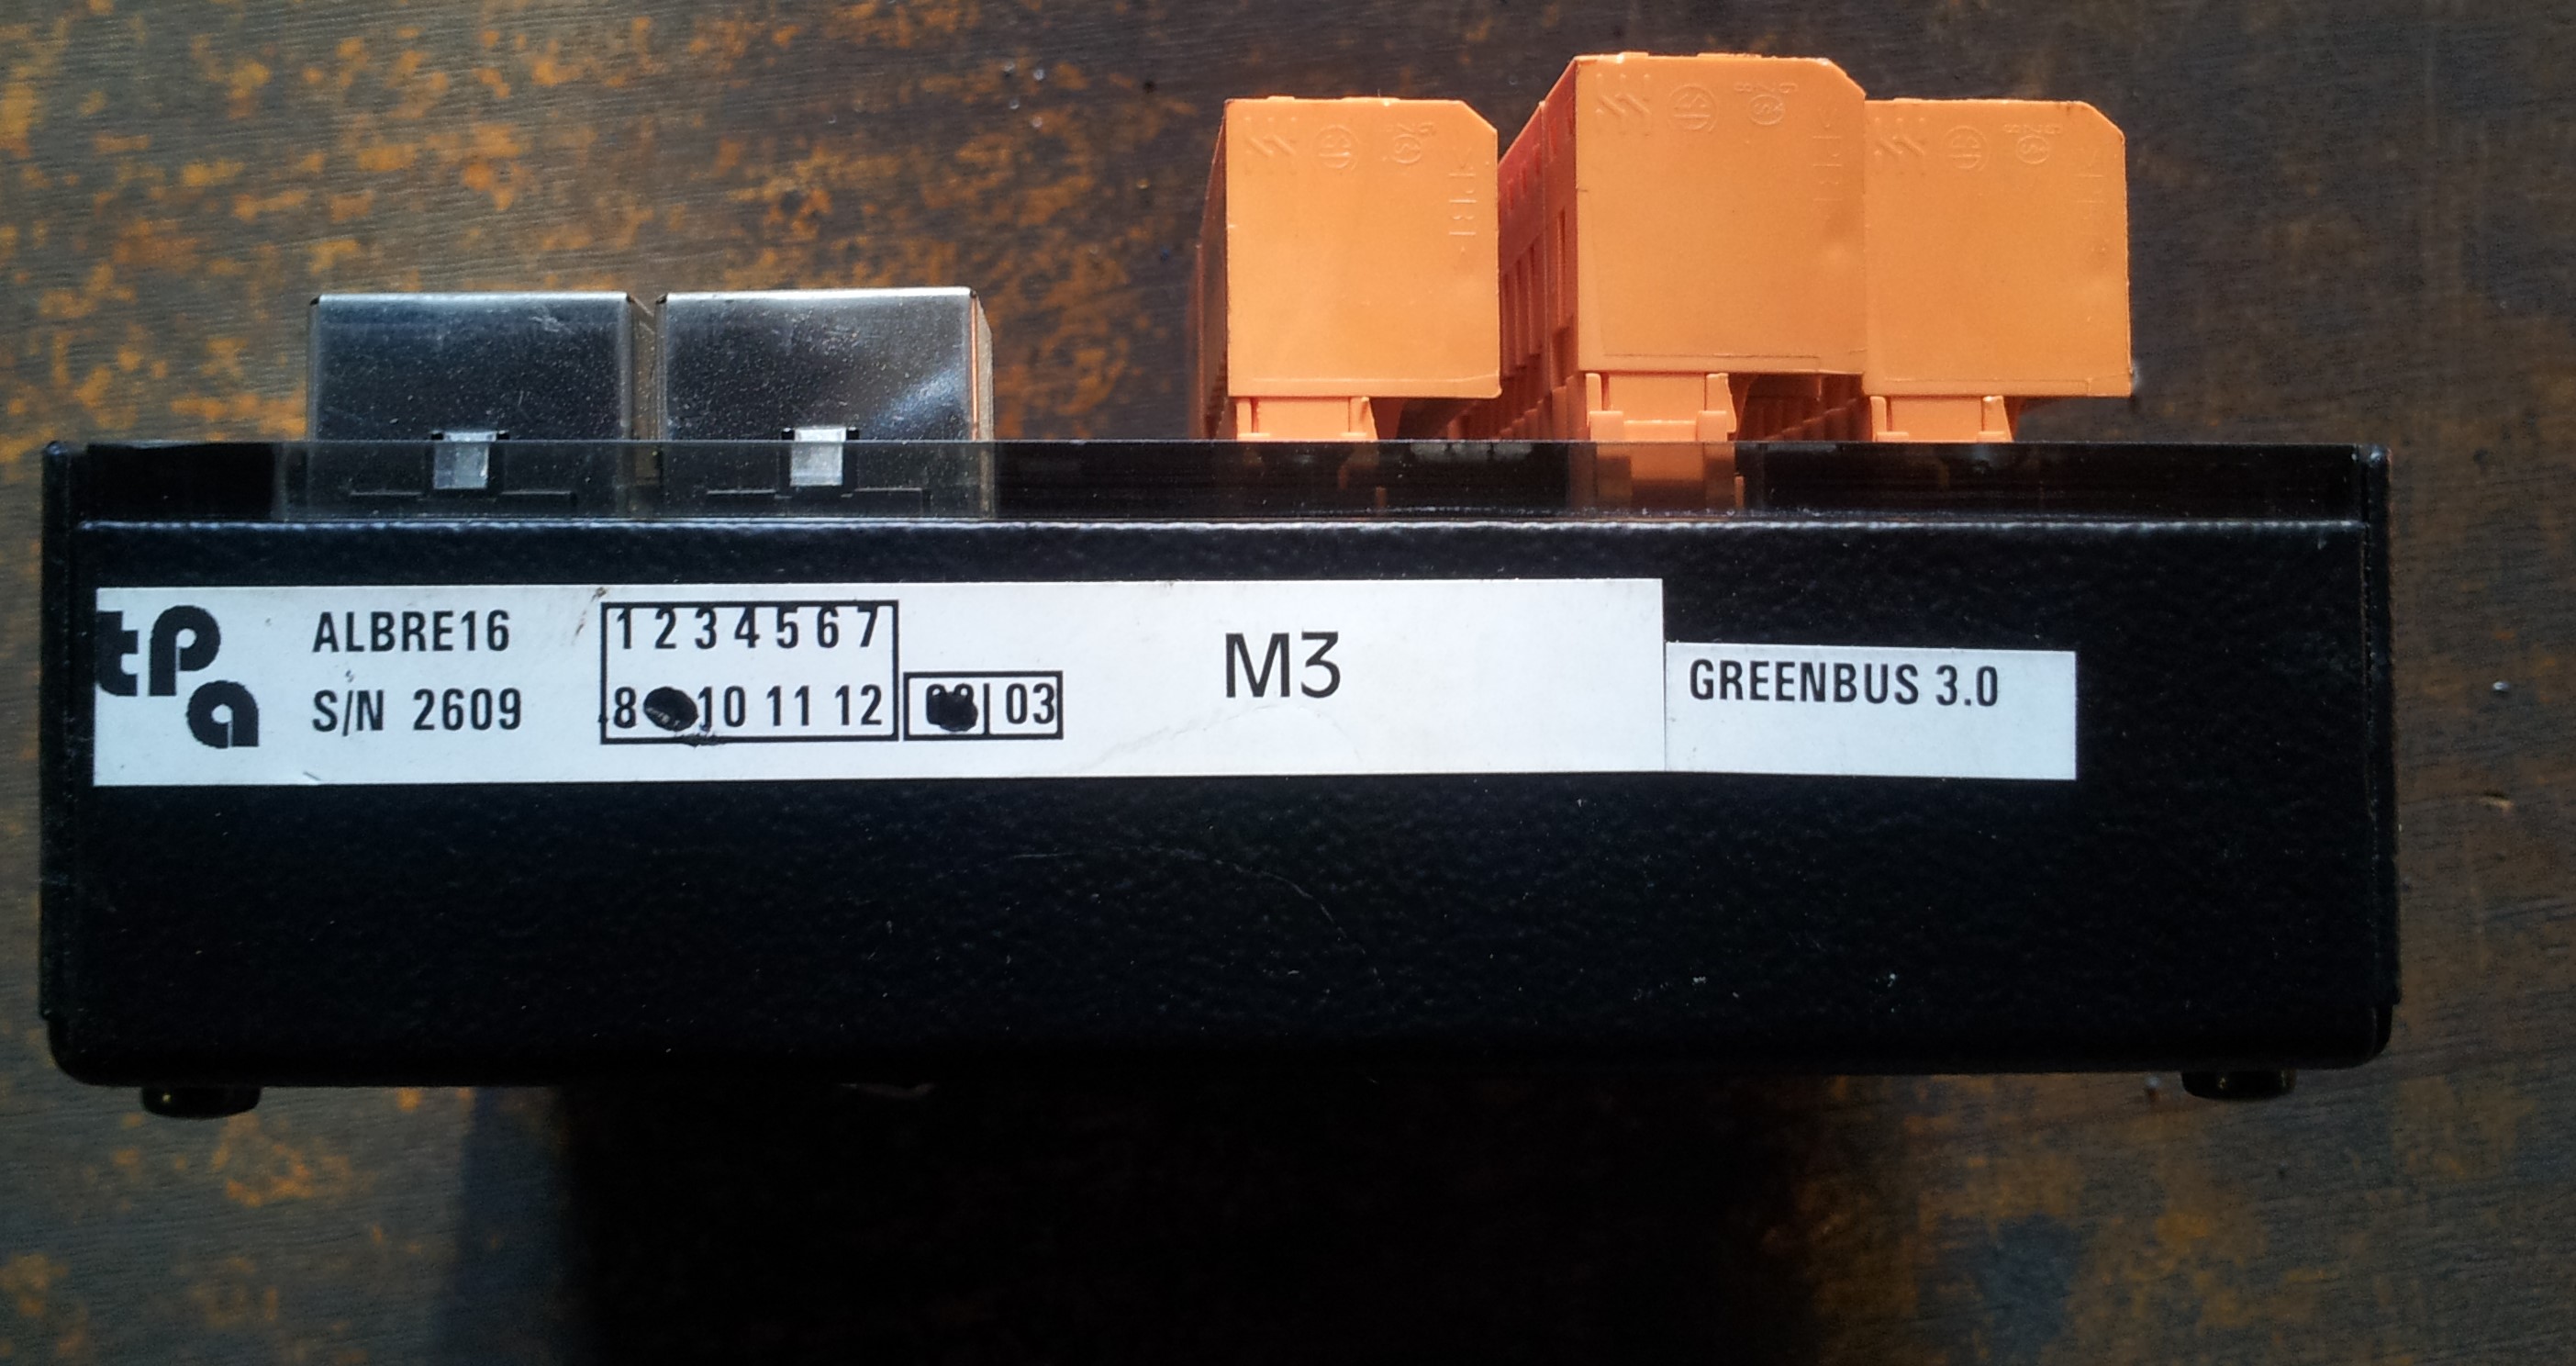 tpa
ALBRE16
S/N 2609
1 2 3 4 5 6 7
8 10 11 12
03
M3
GREENBUS 3.0